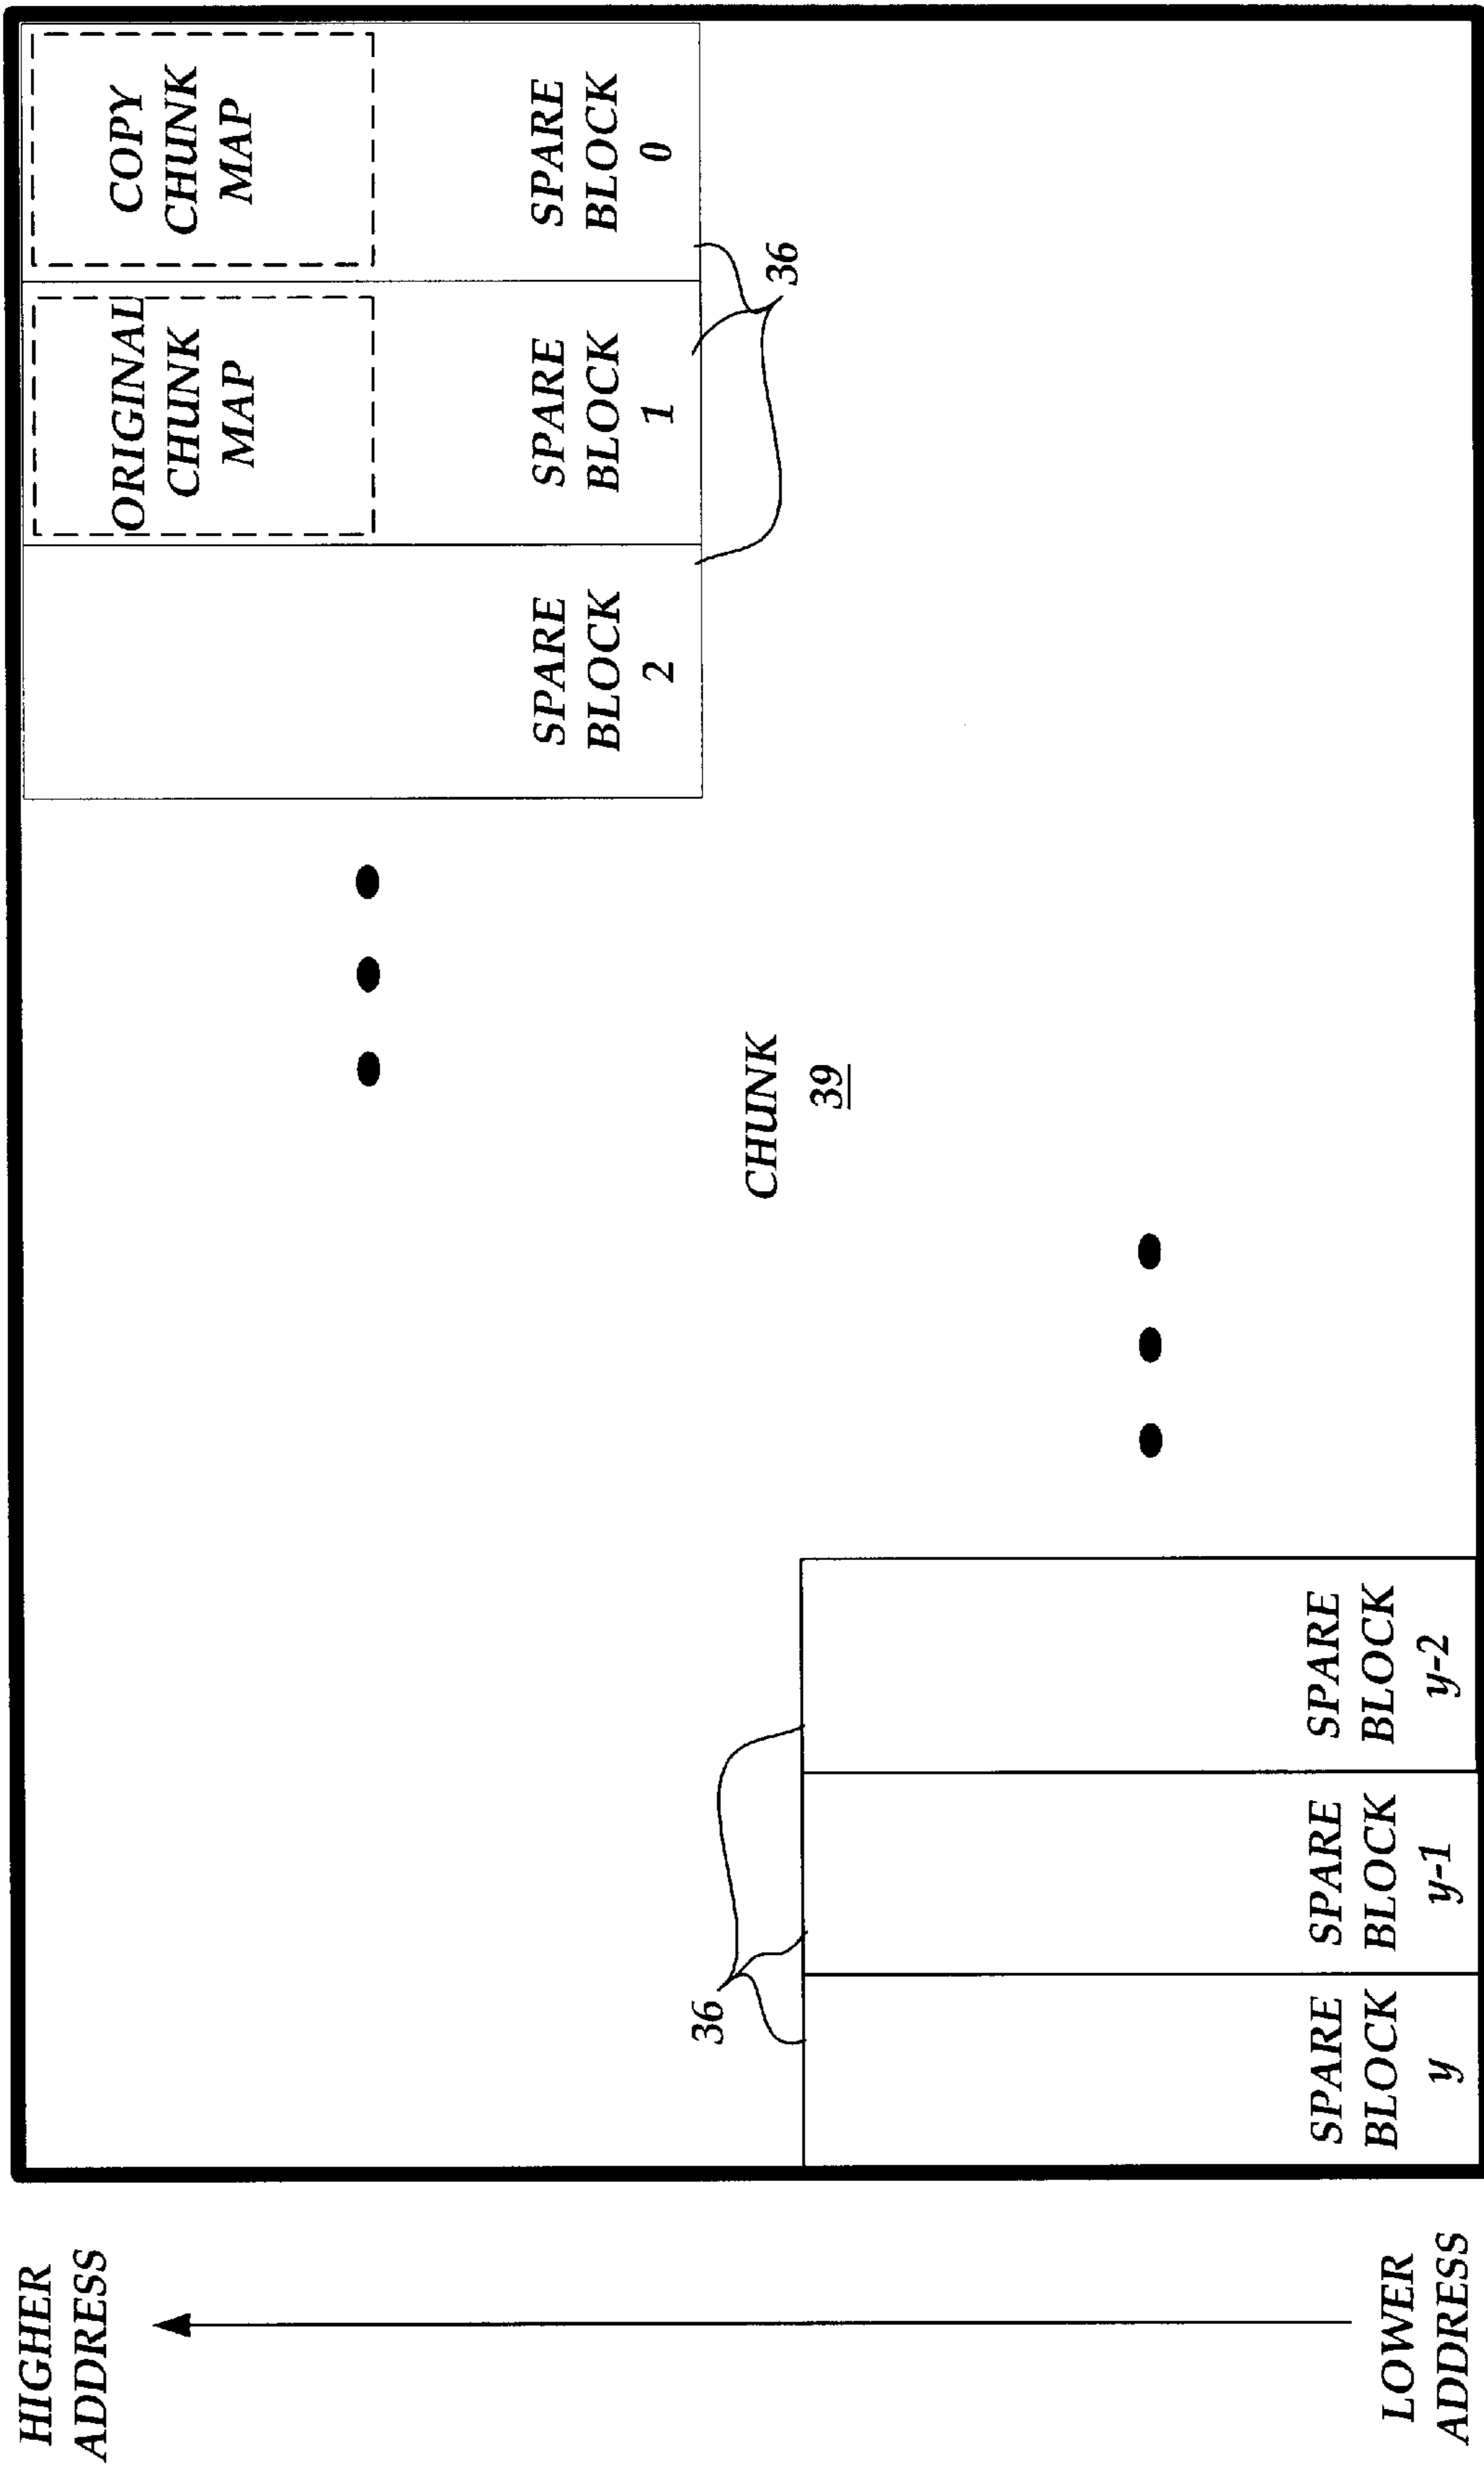 HIGHER
ADDRESS
ORIGINAL
CHUNK
MAP
COPY
CHUNK
MAP
SPARE
BLOCK
2
SPARE
BLOCK
1
SPARE
BLOCK
0
36
36
CHUNK
39
SPARE
BLOCK
y
SPARE
BLOCK
y-1
SPARE
BLOCK
y-2
LOWER
ADDRESS